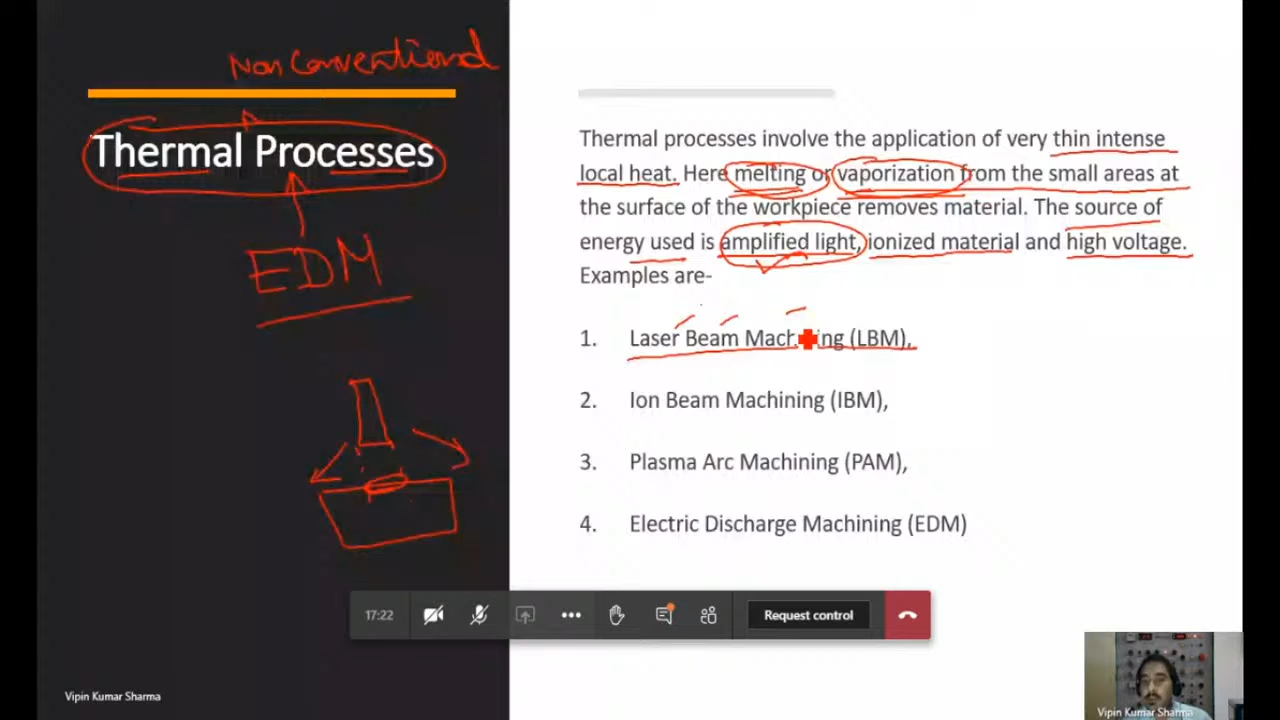 Non Conventional
Thermal Processes
EDM
Thermal processes involve the application of very thin intense
local heat. Here melting or vaporization from the small areas at
the surface of the workpiece removes material. The source of
energy used is amplified light, ionized material and high voltage.
Examples are-
1. Laser Beam Machining (LBM),
2. Ion Beam Machining (IBM),
3. Plasma Arc Machining (PAM),
4. Electric Discharge Machining (EDM)
17:22
Request control
Vipin Kumar Sharma
Vipin Kumar Sharma